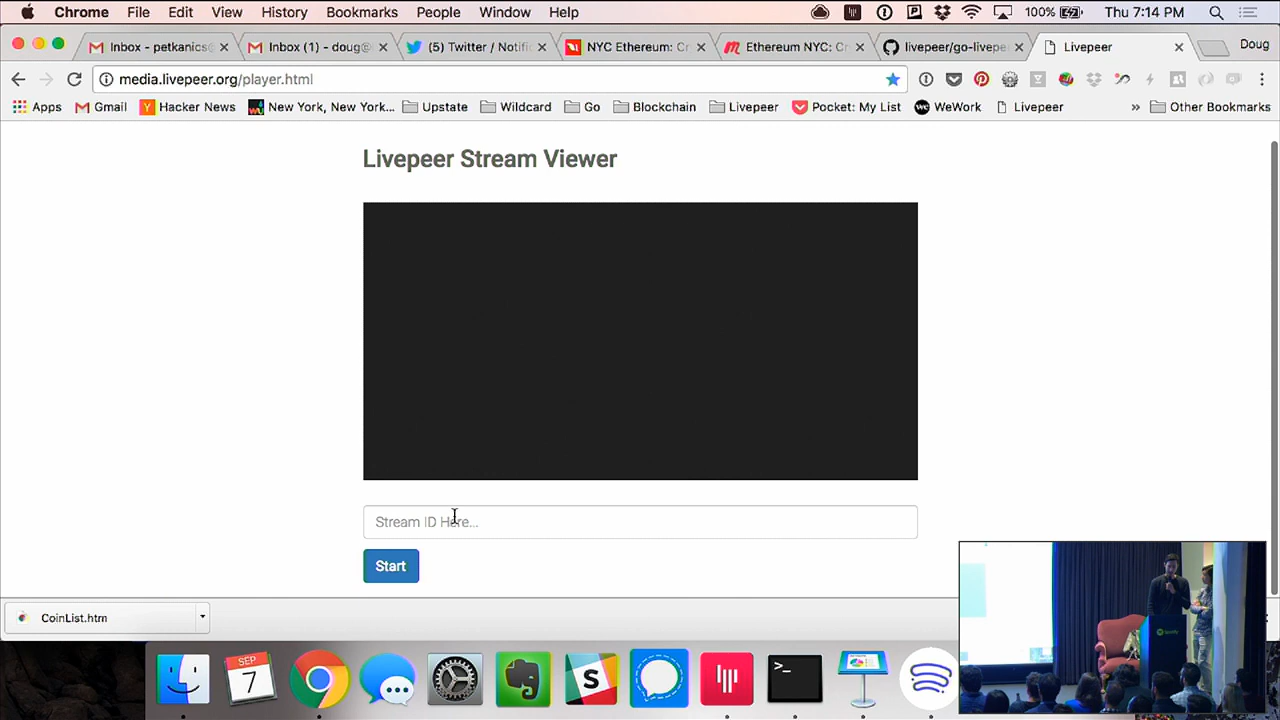 Chrome File Edit View History Bookmarks People Window Help 100% Thu 7:14 PM
Inbox - petkanics@ Inbox (1) - doug@ (5) Twitter / Notifi NYC Ethereum: Cr Ethereum NYC: Cr livepeer/go-livepe Livepeer Doug
media.livepeer.org/player.html
Apps Gmail Hacker News New York, New York... Upstate Wildcard Go Blockchain Livepeer Pocket: My List WeWork Livepeer » Other Bookmarks
Livepeer Stream Viewer
Stream ID Here...
Start
CoinList.htm
SEP
7
S
>_
Spotify